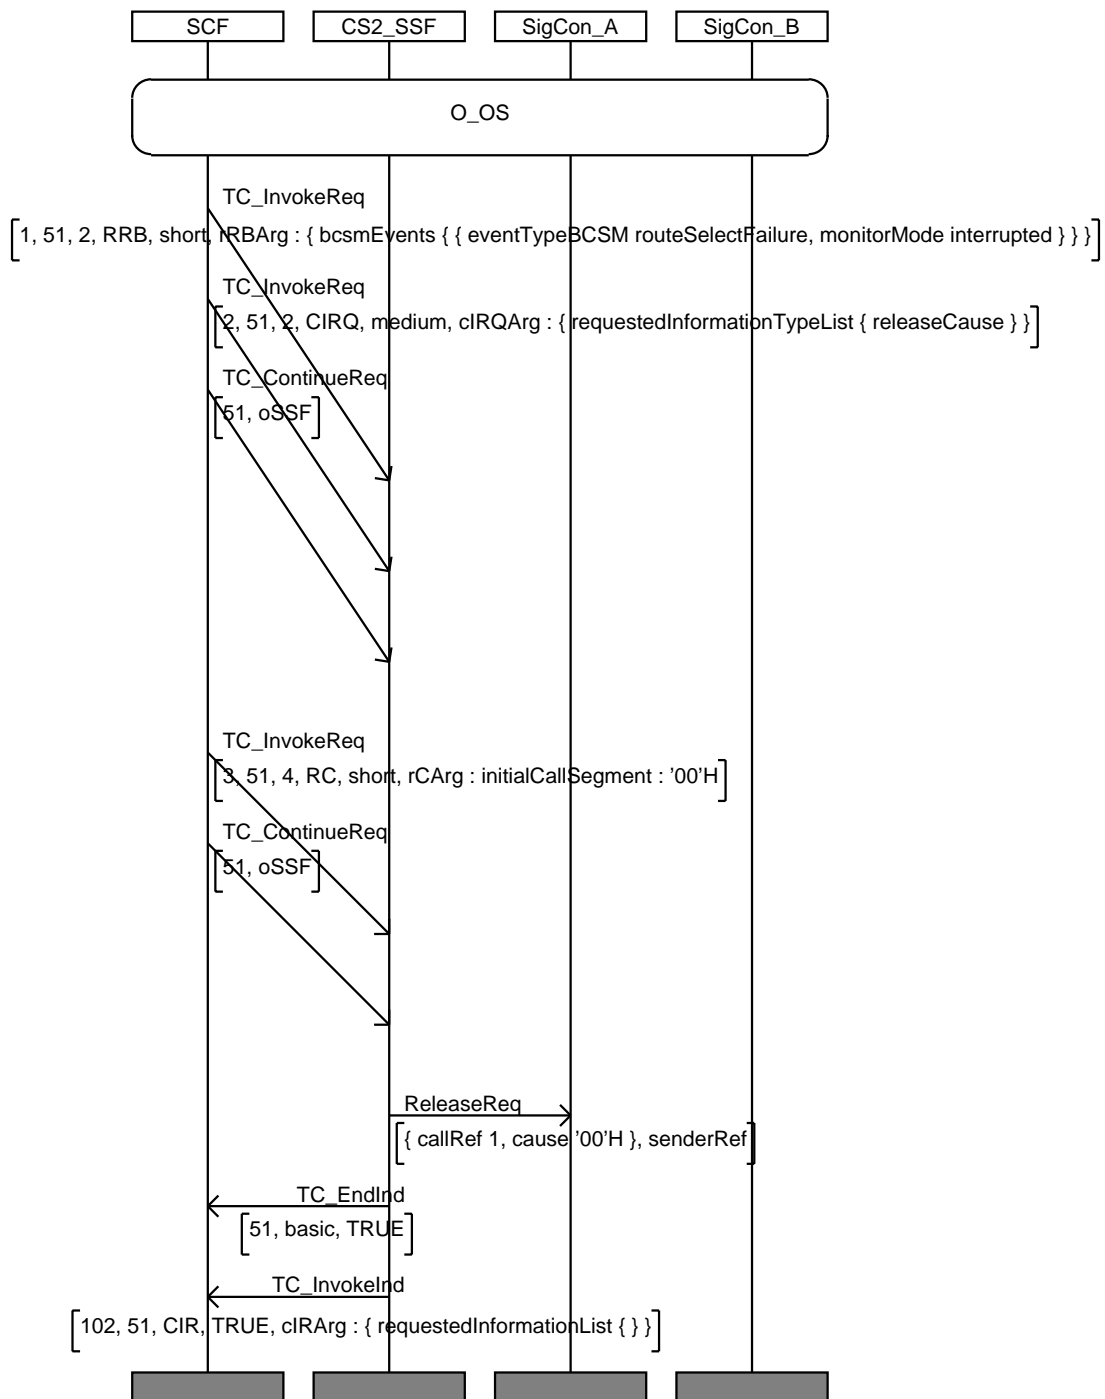 SCF CS2_SSF SigCon_A SigCon_B
O_OS
TC_InvokeReq
1, 51, 2, RRB, short, rRBArg : { bcsmEvents { { eventTypeBCSM routeSelectFailure, monitorMode interrupted } } }
TC_InvokeReq
2, 51, 2, CIRQ, medium, cIRQArg : { requestedInformationTypeList { releaseCause } }
TC_ContinueReq
51, oSSF
TC_InvokeReq
3, 51, 4, RC, short, rCArg : initialCallSegment : '00'H
TC_ContinueReq
51, oSSF
ReleaseReq
{ callRef 1, cause '00'H }, senderRef
TC_EndInd
51, basic, TRUE
TC_InvokeInd
102, 51, CIR, TRUE, cIRArg : { requestedInformationList { } }